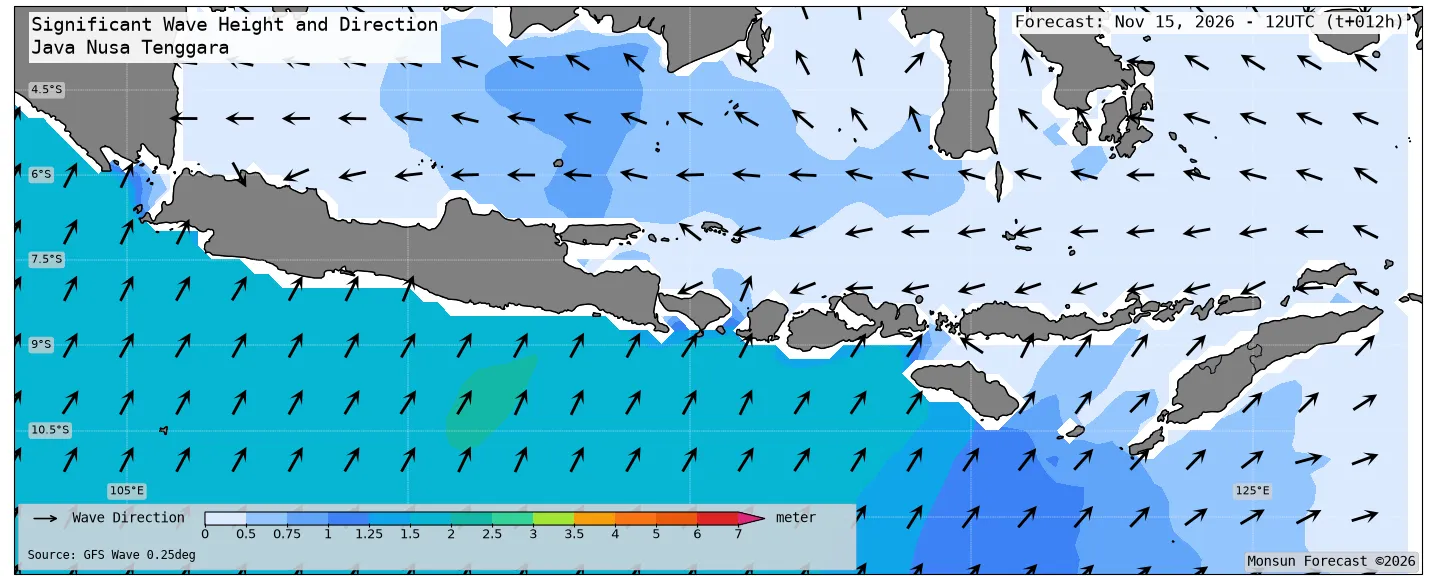 Significant Wave Height and Direction
Java Nusa Tenggara
Forecast: Nov 15, 2026 - 12UTC (t+012h)
4.5°S
6°S
7.5°S
9°S
10.5°S
105°E
125°E
Wave Direction
0 0.5 0.75 1 1.25 1.5 2 2.5 3 3.5 4 5 6 7
meter
Source: GFS Wave 0.25deg
Monsun Forecast ©2026